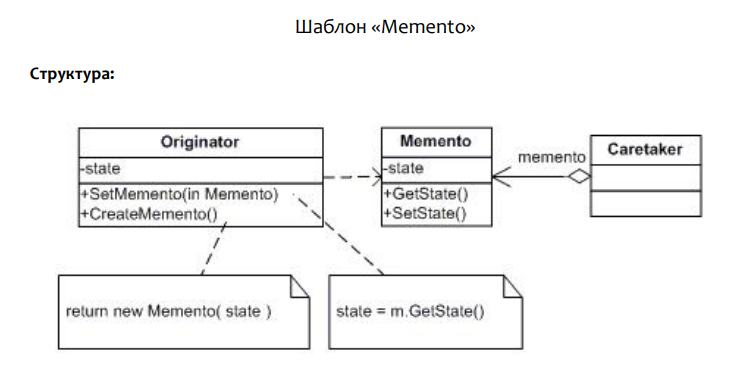 Шаблон «Memento»
Структура:
Originator
-state
+SetMemento(in Memento)
+CreateMemento()
Memento
-state
+GetState()
+SetState()
memento
Caretaker
return new Memento( state )
state = m.GetState()